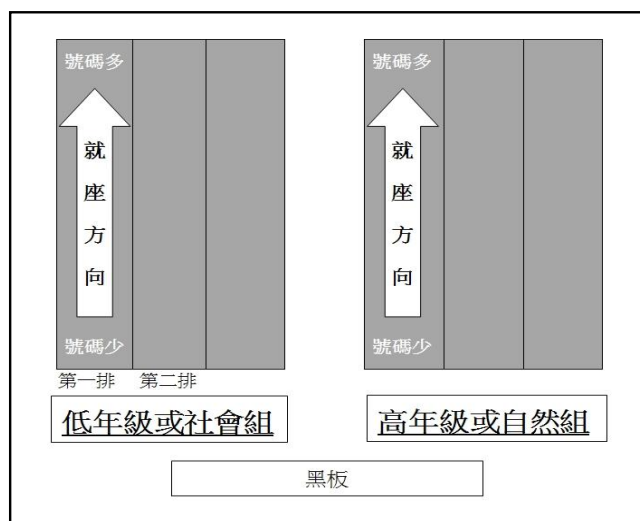 號碼多
就
座
方
向
號碼少
第一排
第二排
低年級或社會組
號碼多
就
座
方
向
號碼少
高年級或自然組
黑板